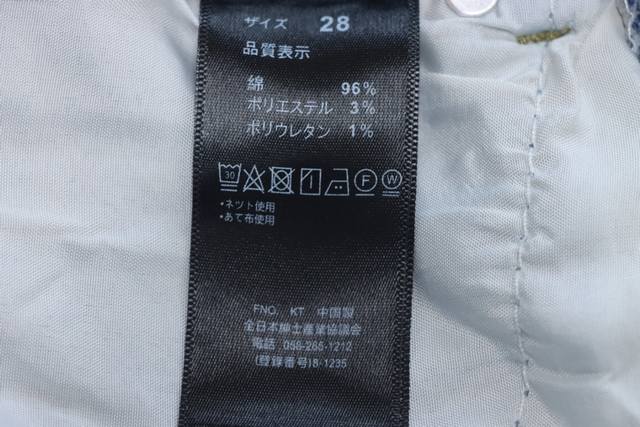 サイズ 28
品質表示
綿 96%
ポリエステル 3%
ポリウレタン 1%
30 F W
・ネット使用
・あて布使用
FNO. KT 中国製
全日本紳士産業協議会
電話 058-265-1212
(登録番号)8-1235